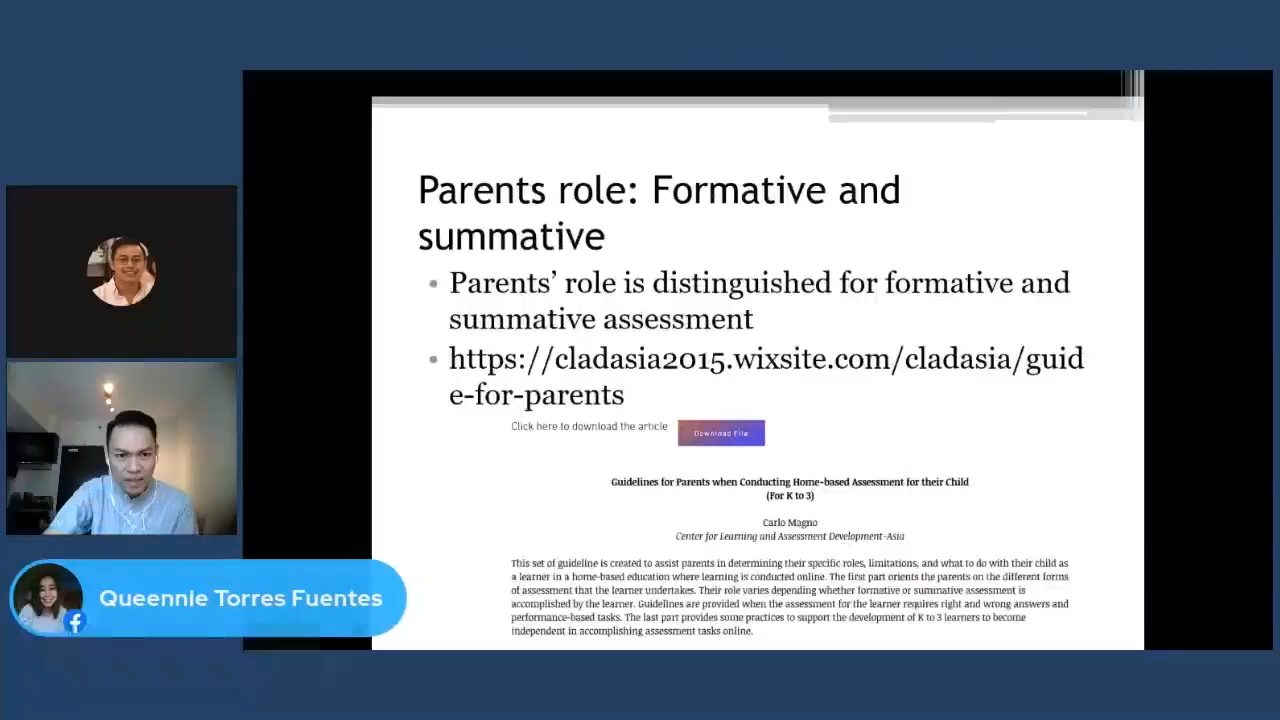 Parents role: Formative and
summative
Parents’ role is distinguished for formative and
summative assessment
https://cladasia2015.wixsite.com/cladasia/guid
e-for-parents
Click here to download the article
Download File
Guidelines for Parents when Conducting Home-based Assessment for their Child
(For K to 3)
Carlo Magno
Center for Learning and Assessment Development-Asia
This set of guideline is created to assist parents in determining their specific roles, limitations, and what to do with their child as
a learner in a home-based education where learning is conducted online. The first part orients the parents on the different forms
of assessment that the learner undertakes. Their role varies depending whether formative or summative assessment is
accomplished by the learner. Guidelines are provided when the assessment for the learner requires right and wrong answers and
performance-based tasks. The last part provides some practices to support the development of K to 3 learners to become
independent in accomplishing assessment tasks online.
Queennie Torres Fuentes